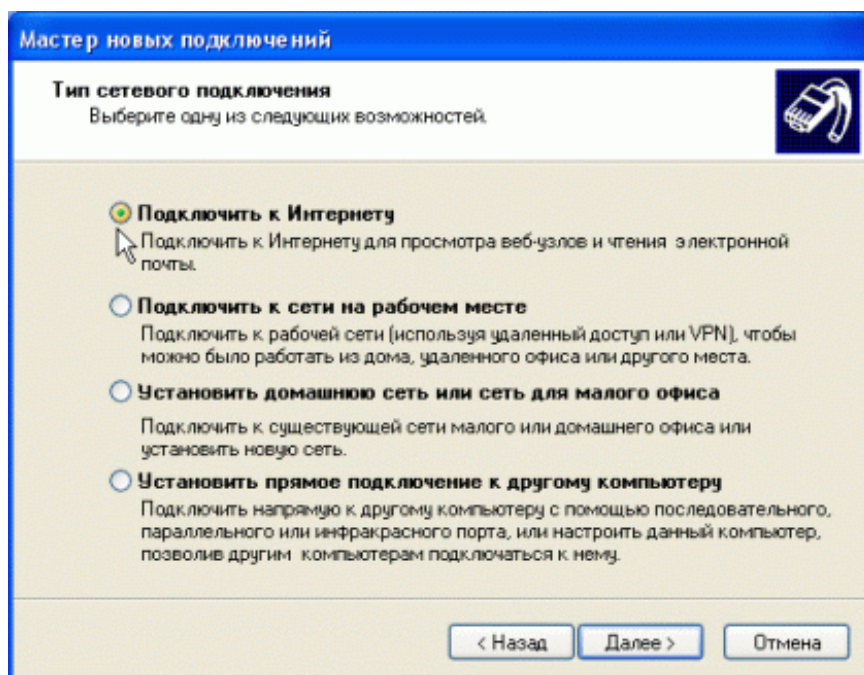 Мастер новых подключений
Тип сетевого подключения
Выберите одну из следующих возможностей.
Подключить к Интернету
Подключить к Интернету для просмотра веб-узлов и чтения электронной
почты.
Подключить к сети на рабочем месте
Подключить к рабочей сети (используя удаленный доступ или VPN), чтобы
можно было работать из дома, удаленного офиса или другого места.
Установить домашнюю сеть или сеть для малого офиса
Подключить к существующей сети малого или домашнего офиса или
установить новую сеть.
Установить прямое подключение к другому компьютеру
Подключить напрямую к другому компьютеру с помощью последовательного,
параллельного или инфракрасного порта, или настроить данный компьютер,
позволив другим компьютерам подключаться к нему.
< Назад Далее > Отмена